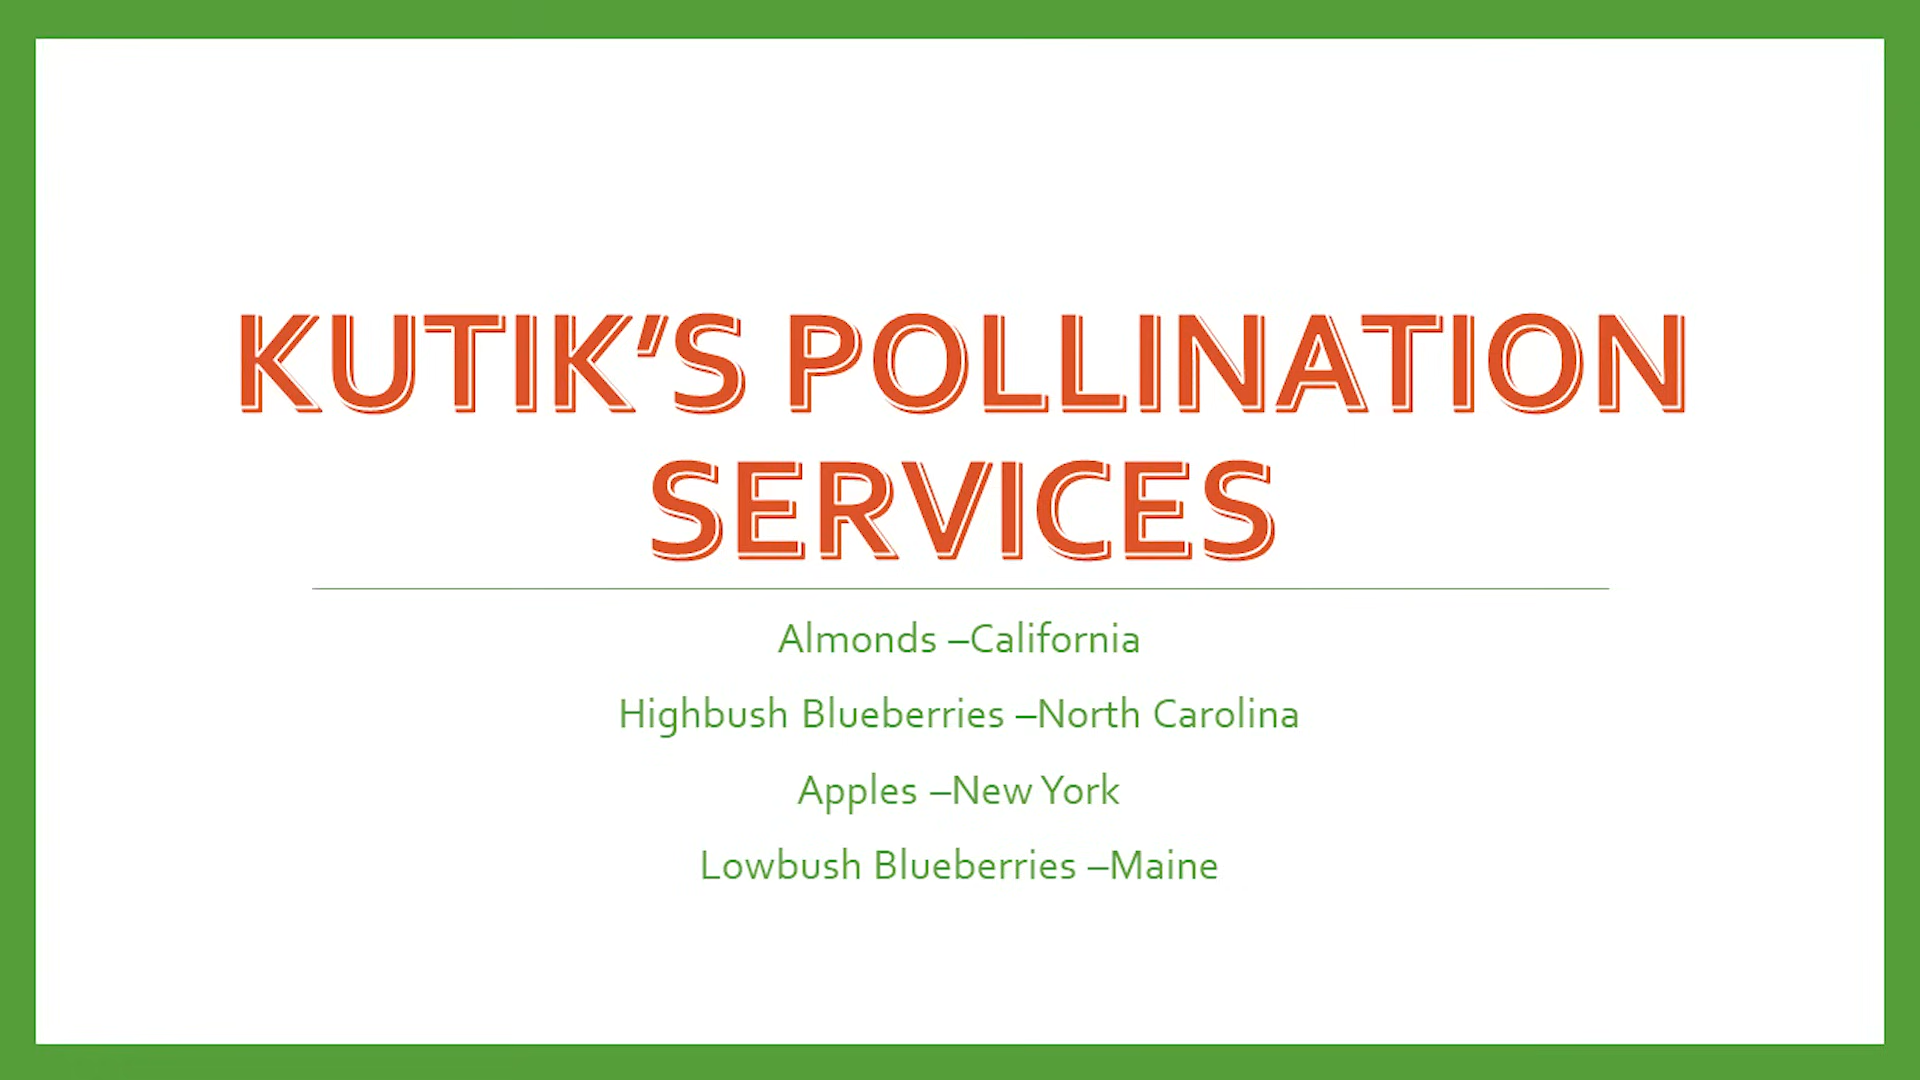 KUTIK’S POLLINATION
SERVICES
Almonds –California
Highbush Blueberries –North Carolina
Apples –New York
Lowbush Blueberries –Maine